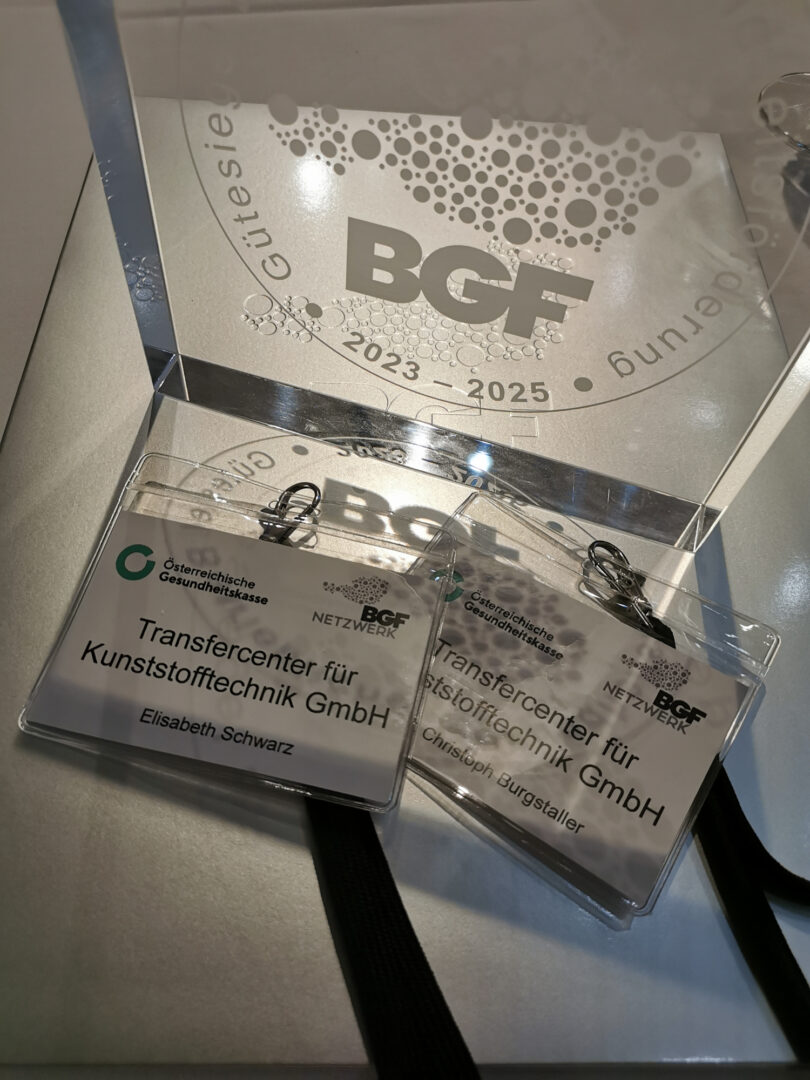 Gütesieg
BGF
2023 – 2025
derung
Österreichische
Gesundheitskasse
BGF
NETZWERK
Transfercenter für
Kunststofftechnik GmbH
Elisabeth Schwarz
Österreichische
Gesundheitskasse
NETZWERK
BGF
Transfercenter für
ststofftechnik GmbH
Christoph Burgstaller